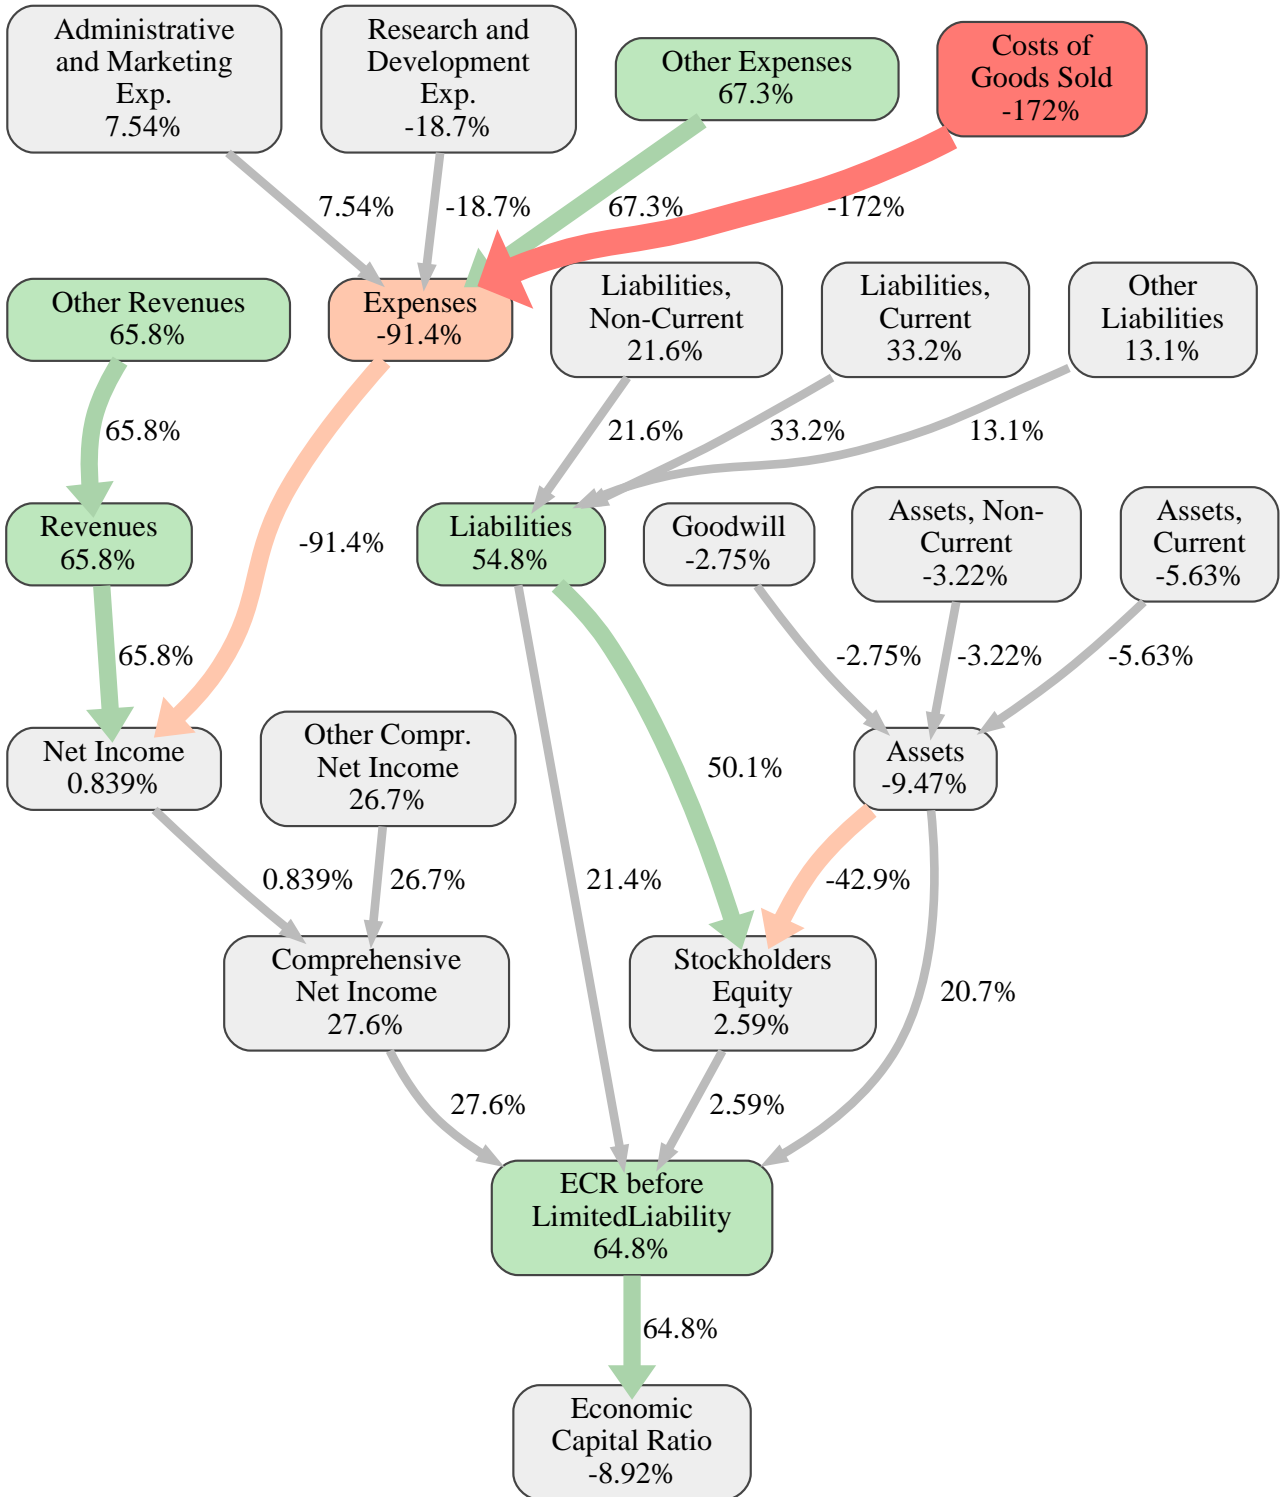 Administrative
and Marketing
Exp.
7.54%
Research and
Development
Exp.
-18.7%
Other Expenses
67.3%
Costs of
Goods Sold
-172%
7.54%
-18.7%
67.3%
-172%
Other Revenues
65.8%
Expenses
-91.4%
Liabilities,
Non-Current
21.6%
Liabilities,
Current
33.2%
Other
Liabilities
13.1%
65.8%
21.6%
33.2%
13.1%
Revenues
65.8%
-91.4%
Liabilities
54.8%
Goodwill
-2.75%
Assets, Non-
Current
-3.22%
Assets,
Current
-5.63%
65.8%
-2.75%
-3.22%
-5.63%
Net Income
0.839%
Other Compr.
Net Income
26.7%
50.1%
Assets
-9.47%
0.839%
26.7%
21.4%
-42.9%
Comprehensive
Net Income
27.6%
Stockholders
Equity
2.59%
20.7%
27.6%
2.59%
ECR before
LimitedLiability
64.8%
64.8%
Economic
Capital Ratio
-8.92%